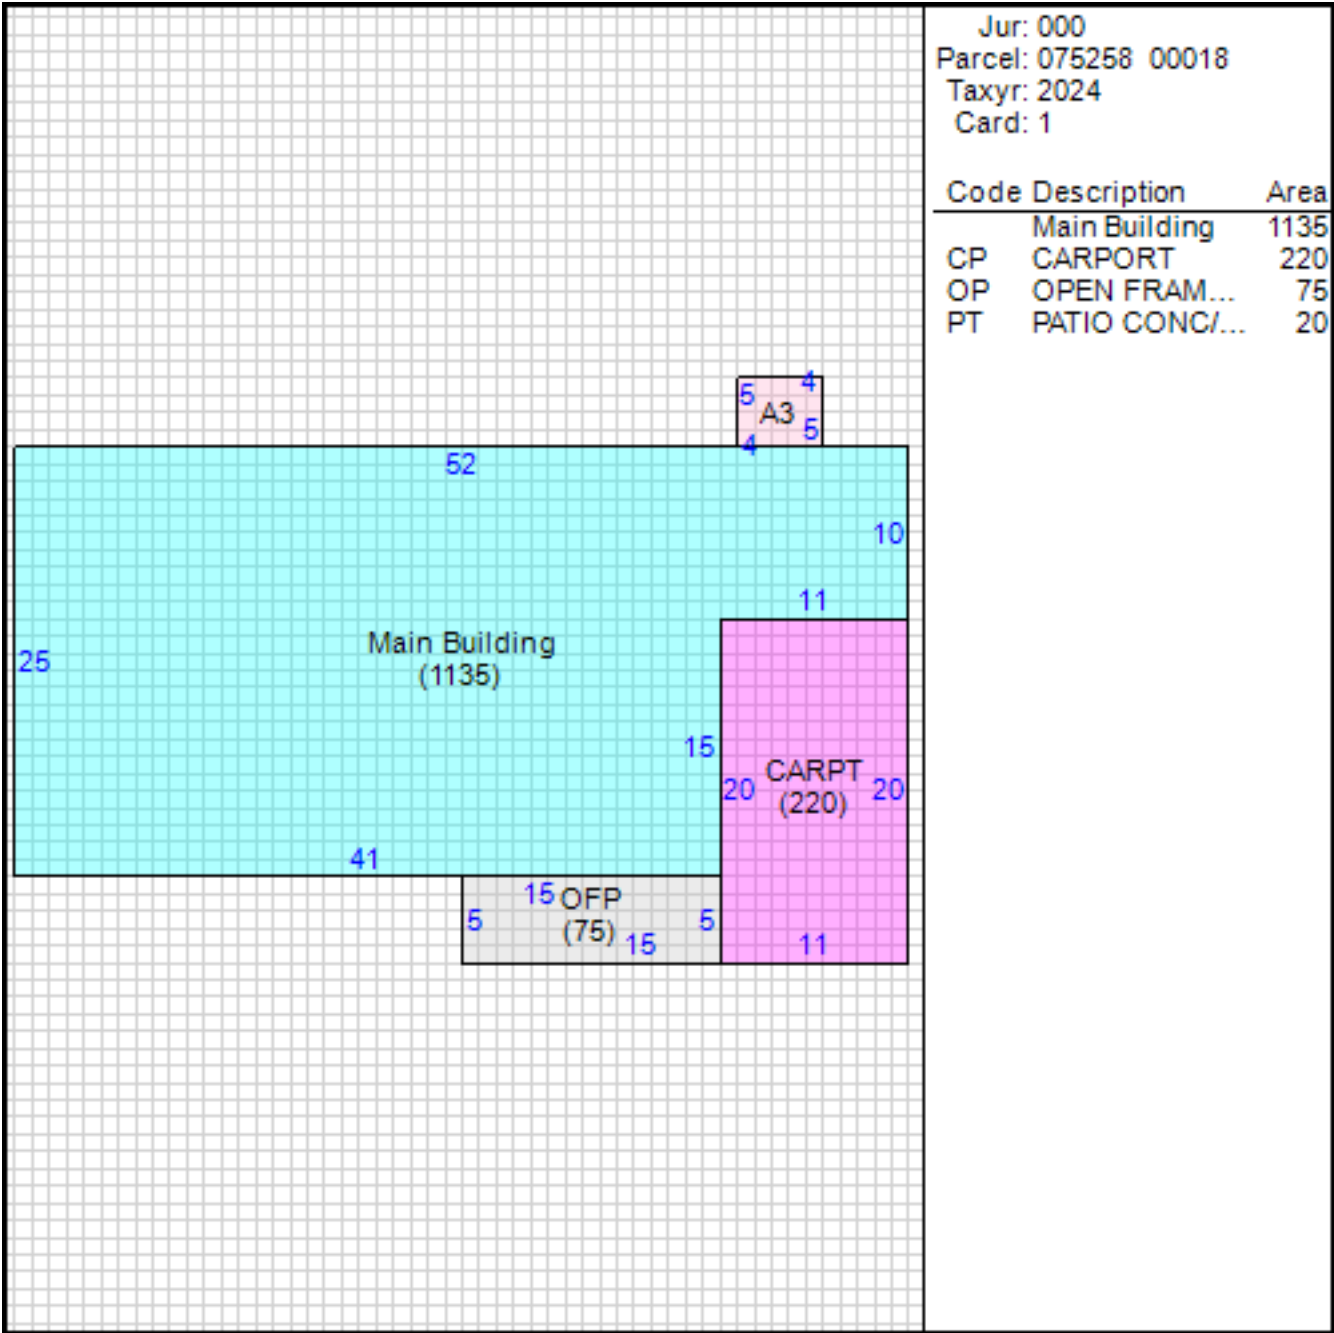 Jur: 000
Parcel: 075258 00018
Taxyr: 2024
Card: 1
Code Description Area
Main Building 1135
CP CARPORT 220
OP OPEN FRAM... 75
PT PATIO CONC/... 20
5 4
A3
4 5
52
10
11
Main Building
(1135)
25
15
CARPT
(220)
20 20
41
15 OFP
(75)
5 5
15 11